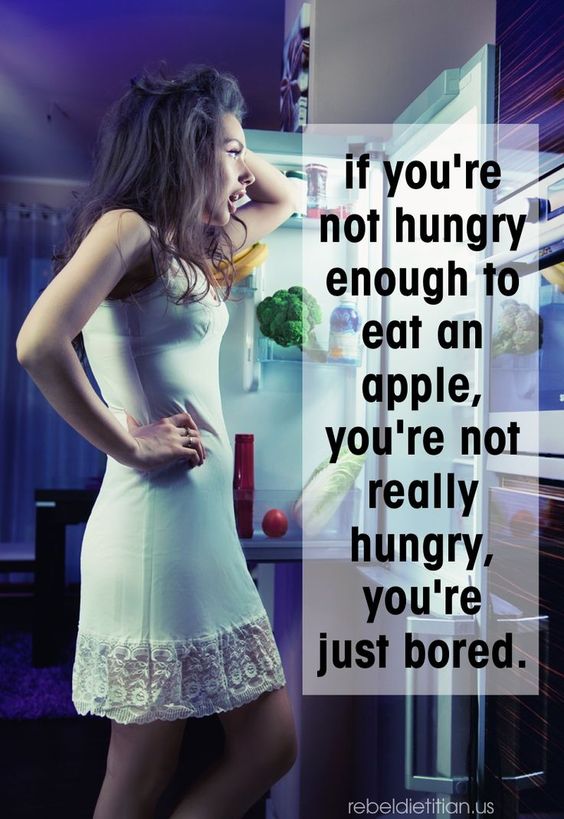 if you're
not hungry
enough to
eat an
apple,
you're not
really
hungry,
you're
just bored.
rebeldietitian.us